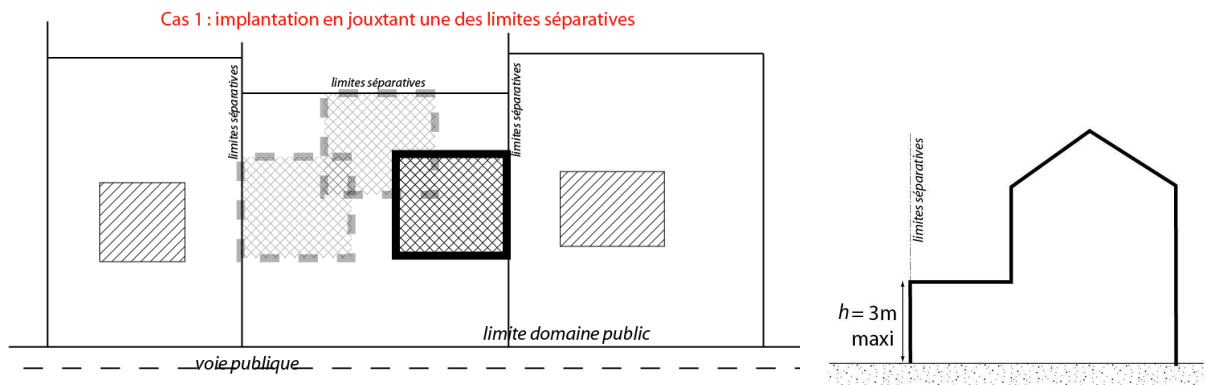 Cas 1 : implantation en jouxtant une des limites séparatives
limites séparatives
limites séparatives
limites séparatives
limite domaine public
voie publique
limites séparatives
h = 3m
maxi